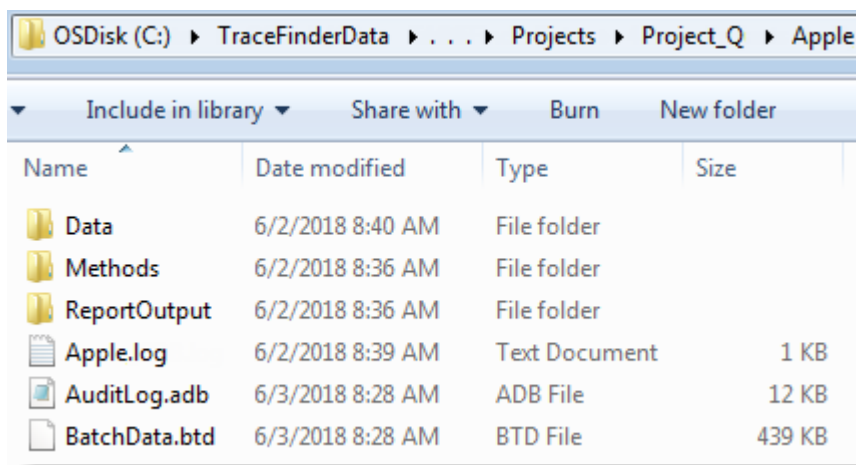 OSDisk (C:) ▸ TraceFinderData ▸ . . . ▸ Projects ▸ Project_Q ▸ Apple
Include in library Share with Burn New folder
Name Date modified Type Size
Data 6/2/2018 8:40 AM File folder
Methods 6/2/2018 8:36 AM File folder
ReportOutput 6/2/2018 8:36 AM File folder
Apple.log 6/2/2018 8:39 AM Text Document 1 KB
AuditLog.adb 6/3/2018 8:28 AM ADB File 12 KB
BatchData.btd 6/3/2018 8:28 AM BTD File 439 KB